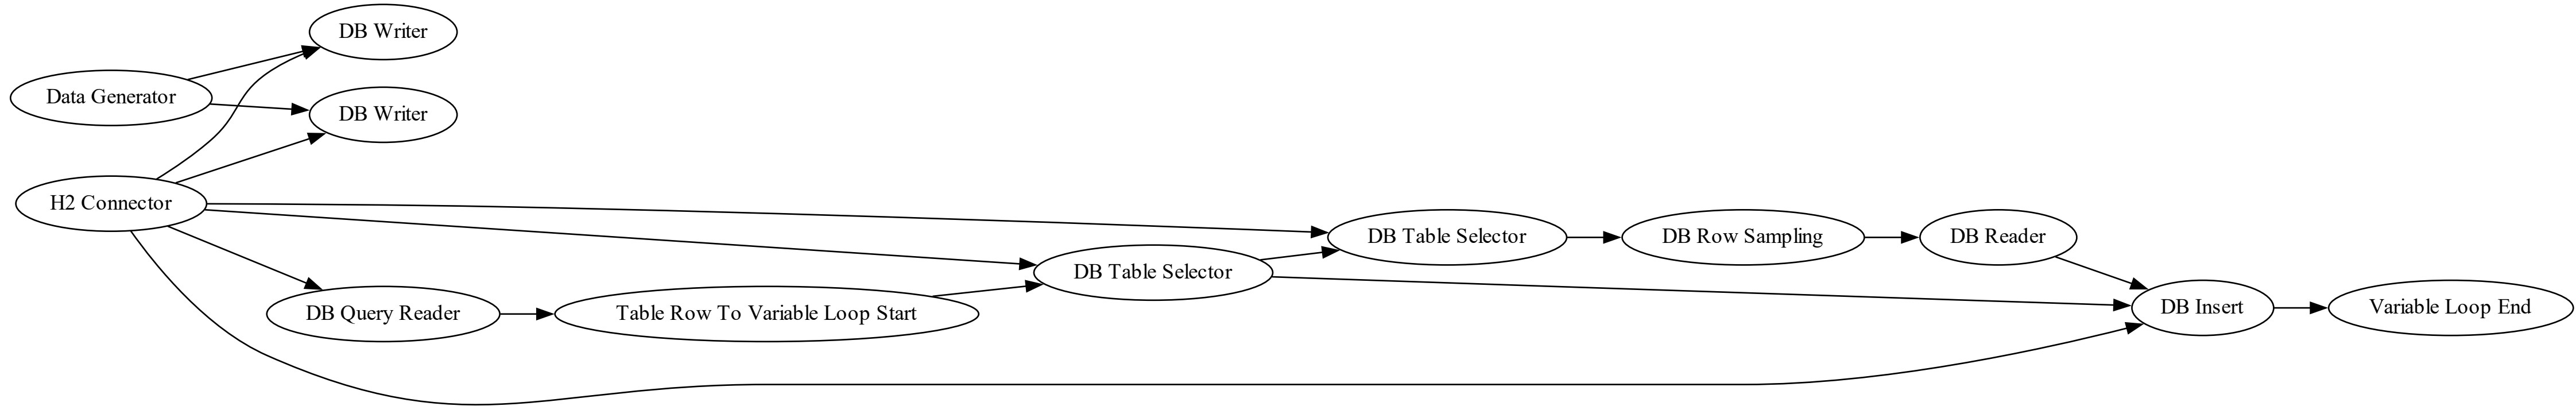 DB Writer
Data Generator
DB Writer
H2 Connector
DB Table Selector
DB Row Sampling
DB Reader
DB Table Selector
DB Query Reader
Table Row To Variable Loop Start
DB Insert
Variable Loop End